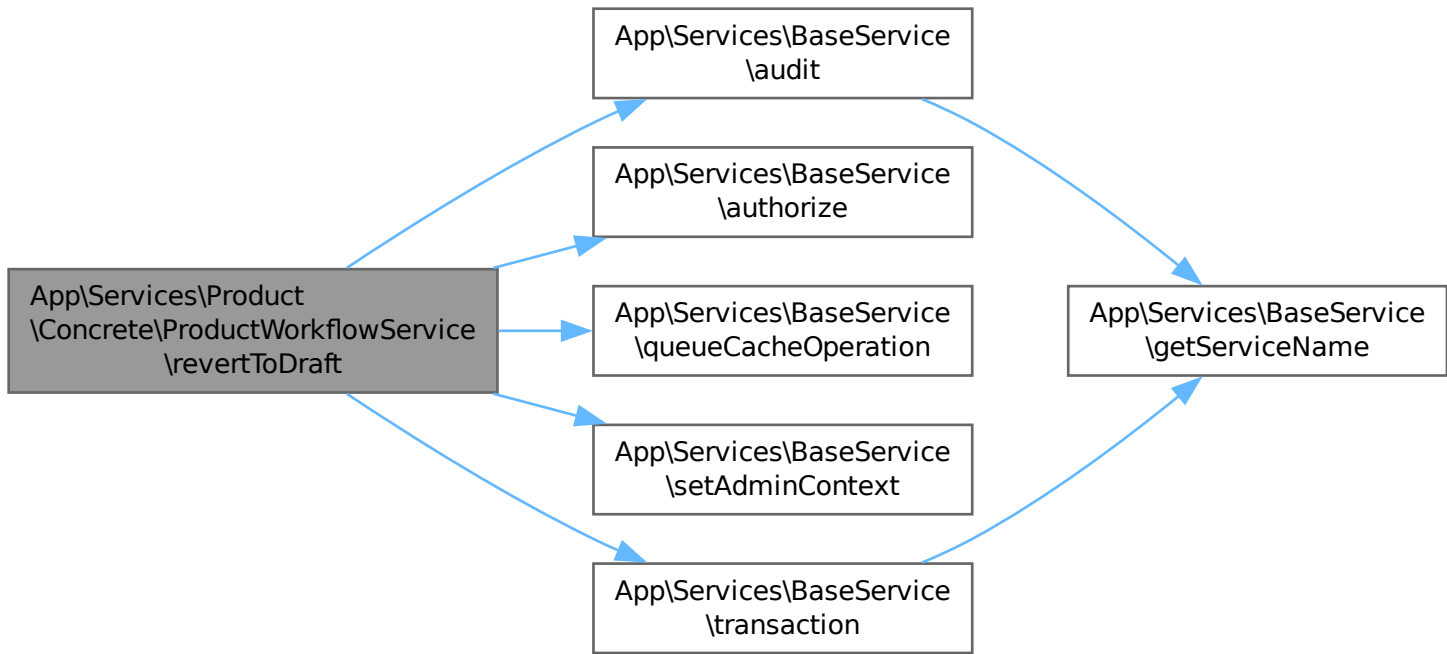 App\Services\BaseService
\audit
App\Services\BaseService
\authorize
App\Services\Product
\Concrete\ProductWorkflowService
\revertToDraft
App\Services\BaseService
\queueCacheOperation
App\Services\BaseService
\getServiceName
App\Services\BaseService
\setAdminContext
App\Services\BaseService
\transaction